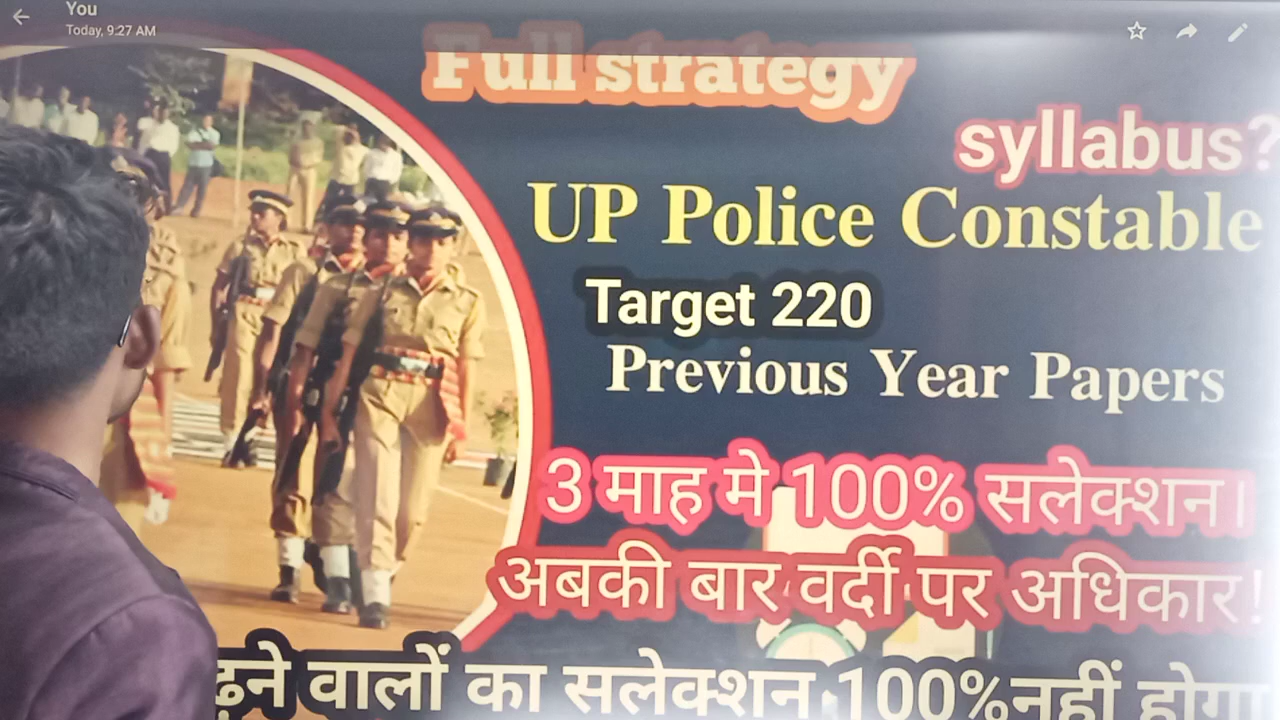 You
Today, 9:27 AM
Full strategy
syllabus?
UP Police Constable
Target 220
Previous Year Papers
3 माह मे 100% सलेक्शन।
अबकी बार वर्दी पर अधिकार!
वालों का सलेक्शन 100%नहीं होगा